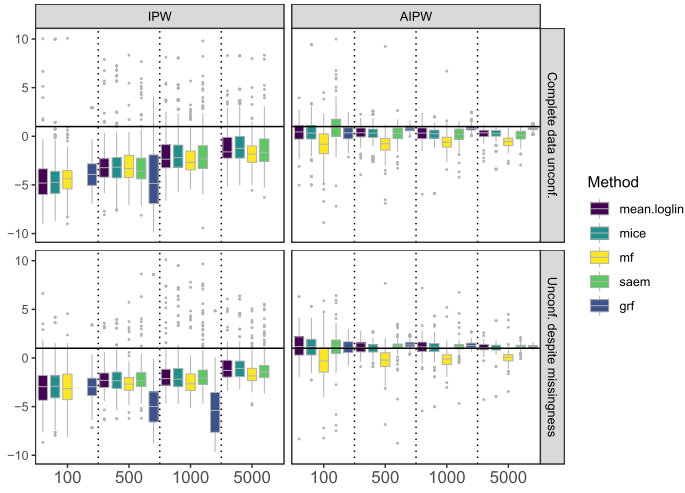 IPW
AIPW
10
5
0
−5
−10
Complete data unconf.
10
5
0
−5
−10
Unconf. despite missingness
100
500
1000
5000
100
500
1000
5000
Method
mean.loglin
mice
mf
saem
grf